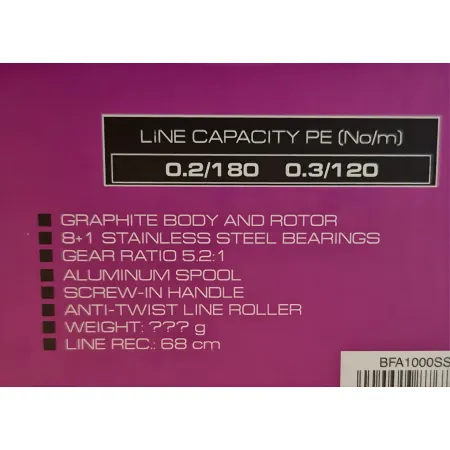 LINE CAPACITY PE (No/m)
0.2/180 0.3/120
GRAPHITE BODY AND ROTOR
8+1 STAINLESS STEEL BEARINGS
GEAR RATIO 5.2:1
ALUMINUM SPOOL
SCREW-IN HANDLE
ANTI-TWIST LINE ROLLER
WEIGHT: ??? g
LINE REC.: 68 cm
BFA1000SS